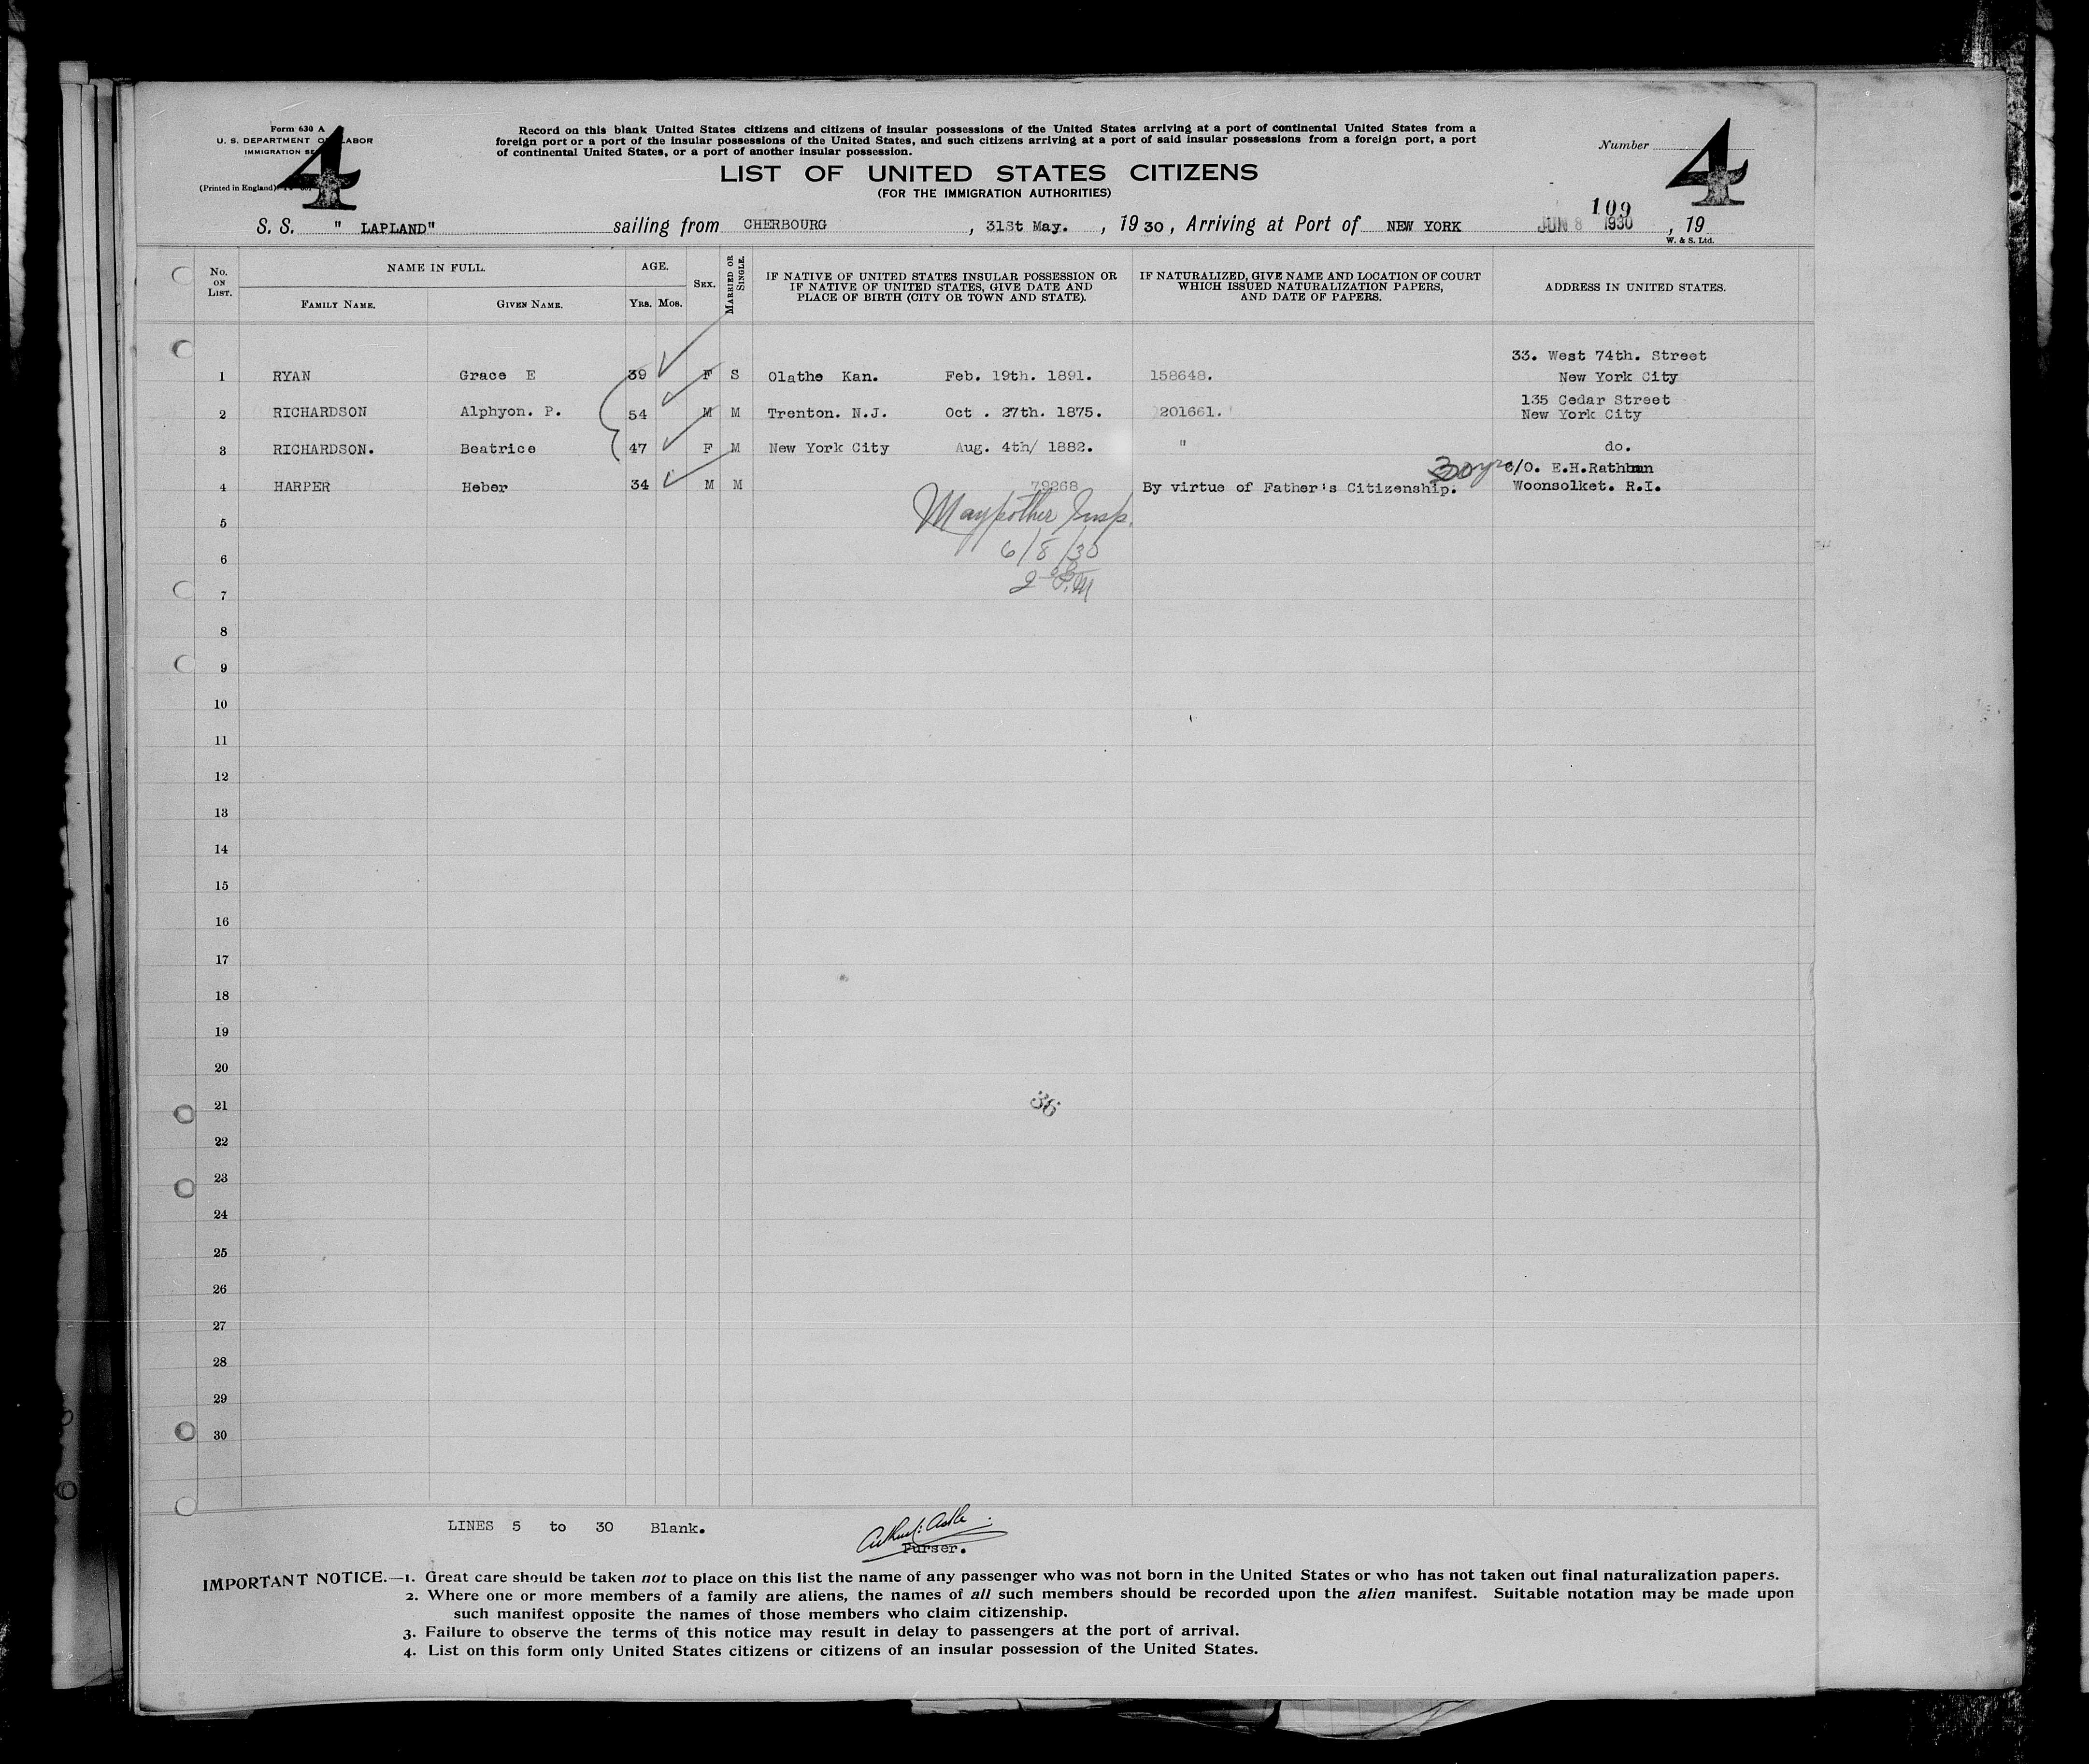 Form 630 A
U. S. DEPARTMENT OF LABOR
IMMIGRATION
(Printed in England)
4
Record on this blank United States citizens and citizens of insular possessions of the United States arriving at a port of continental United States from a
foreign port or a port of the insular possessions of the United States, and such citizens arriving at a port of said insular possessions from a foreign port, a port
of continental United States, or a port of another insular possession.
Number
4
LIST OF UNITED STATES CITIZENS
(FOR THE IMMIGRATION AUTHORITIES)
109
S. S. " LAPLAND" sailing from CHERBOURG , 31St May. , 19 30 , Arriving at Port of NEW YORK JUN 8 1930 , 19
W. & S. Ltd.
No. ON LIST. NAME IN FULL. FAMILY NAME. GIVEN NAME. AGE. YRS. MOS. SEX. MARRIED OR SINGLE. IF NATIVE OF UNITED STATES INSULAR POSSESSION OR IF NATIVE OF UNITED STATES, GIVE DATE AND PLACE OF BIRTH (CITY OR TOWN AND STATE). IF NATURALIZED, GIVE NAME AND LOCATION OF COURT WHICH ISSUED NATURALIZATION PAPERS, AND DATE OF PAPERS. ADDRESS IN UNITED STATES.
33. West 74th. Street
1 RYAN Grace E 39 F S Olathe Kan. Feb. 19th. 1891. 158648. New York City
135 Cedar Street
2 RICHARDSON Alphyon. P. 54 M M Trenton. N.J. Oct . 27th. 1875. 201661. New York City
3 RICHARDSON. Beatrice 47 F M New York City Aug. 4th/ 1882. " do.
30 yrs c/O. E.H.Rathbun
4 HARPER Heber 34 M M 79268 By virtue of Father's Citizenship. Woonsolket. R.I.
5 Maypother Insp.
6 6/8/30
7 2 P.M
8
9
10
11
12
13
14
15
16
17
18
19
20
21 36
22
23
24
25
26
27
28
29
30
LINES 5 to 30 Blank.
Purser.
IMPORTANT NOTICE.—1. Great care should be taken not to place on this list the name of any passenger who was not born in the United States or who has not taken out final naturalization papers.
2. Where one or more members of a family are aliens, the names of all such members should be recorded upon the alien manifest. Suitable notation may be made upon
such manifest opposite the names of those members who claim citizenship.
3. Failure to observe the terms of this notice may result in delay to passengers at the port of arrival.
4. List on this form only United States citizens or citizens of an insular possession of the United States.